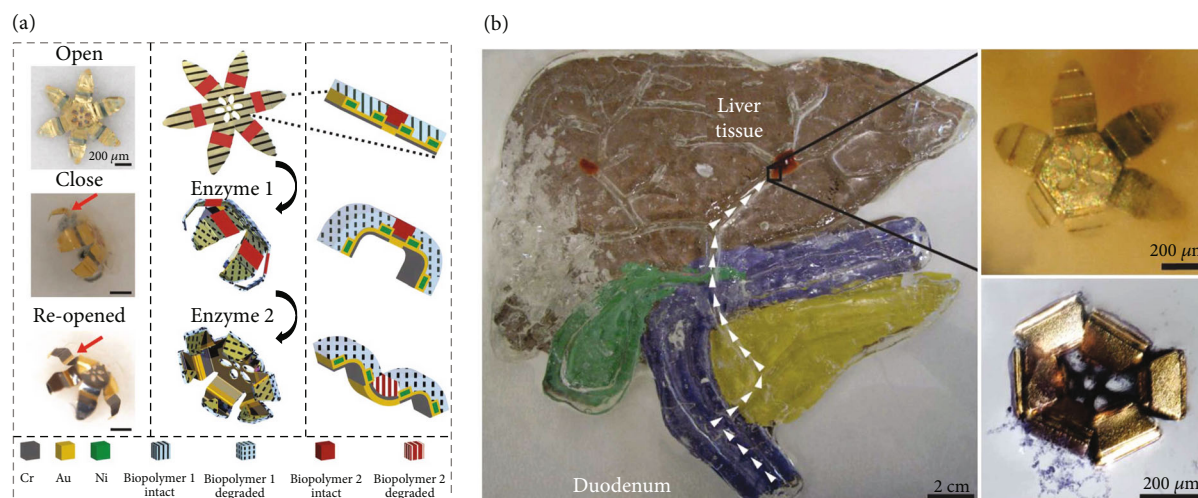 (a)
Open
200 μm
Close
Re-opened
Enzyme 1
Enzyme 2
Cr
Au
Ni
Biopolymer 1
intact
Biopolymer 1
degraded
Biopolymer 2
intact
Biopolymer 2
degraded
(b)
Liver
tissue
Duodenum
2 cm
200 μm
200 μm